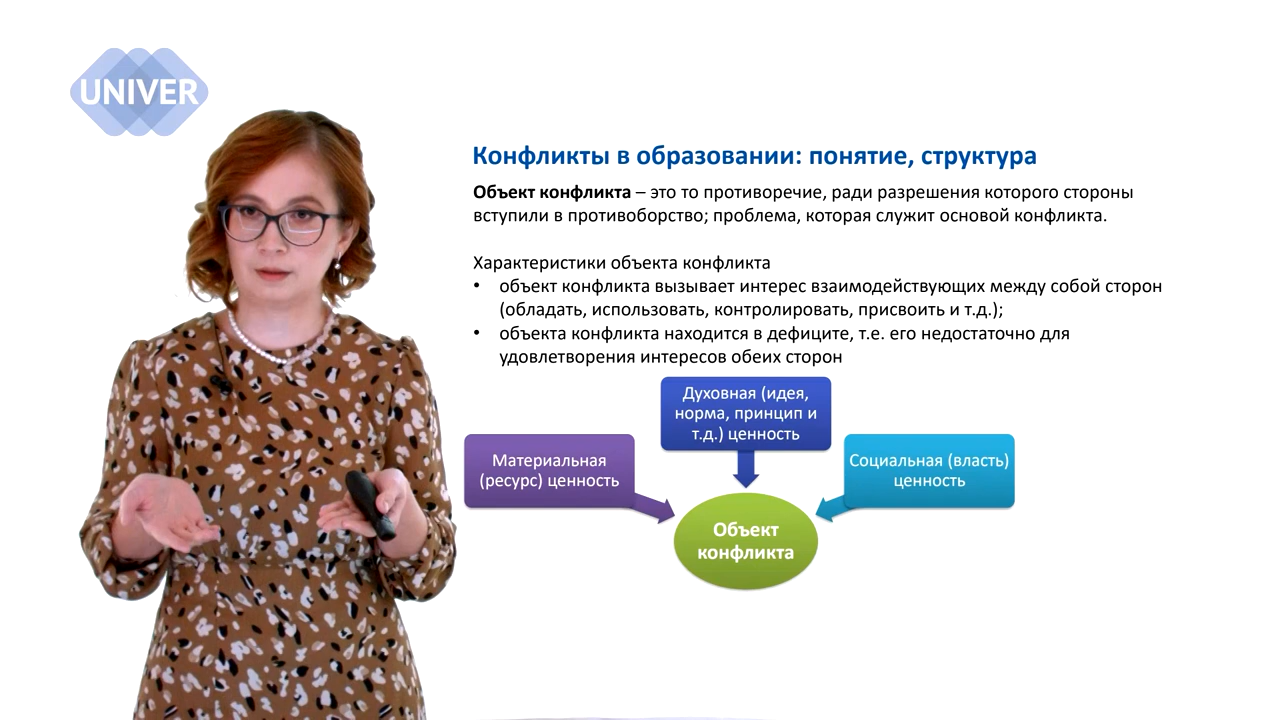 UNIVER
Конфликты в образовании: понятие, структура
Объект конфликта – это то противоречие, ради разрешения которого стороны
вступили в противоборство; проблема, которая служит основой конфликта.
Характеристики объекта конфликта
• объект конфликта вызывает интерес взаимодействующих между собой сторон
(обладать, использовать, контролировать, присвоить и т.д.);
• объекта конфликта находится в дефиците, т.е. его недостаточно для
удовлетворения интересов обеих сторон
Духовная (идея,
норма, принцип и
т.д.) ценность
Материальная
(ресурс) ценность
Социальная (власть)
ценность
Объект
конфликта